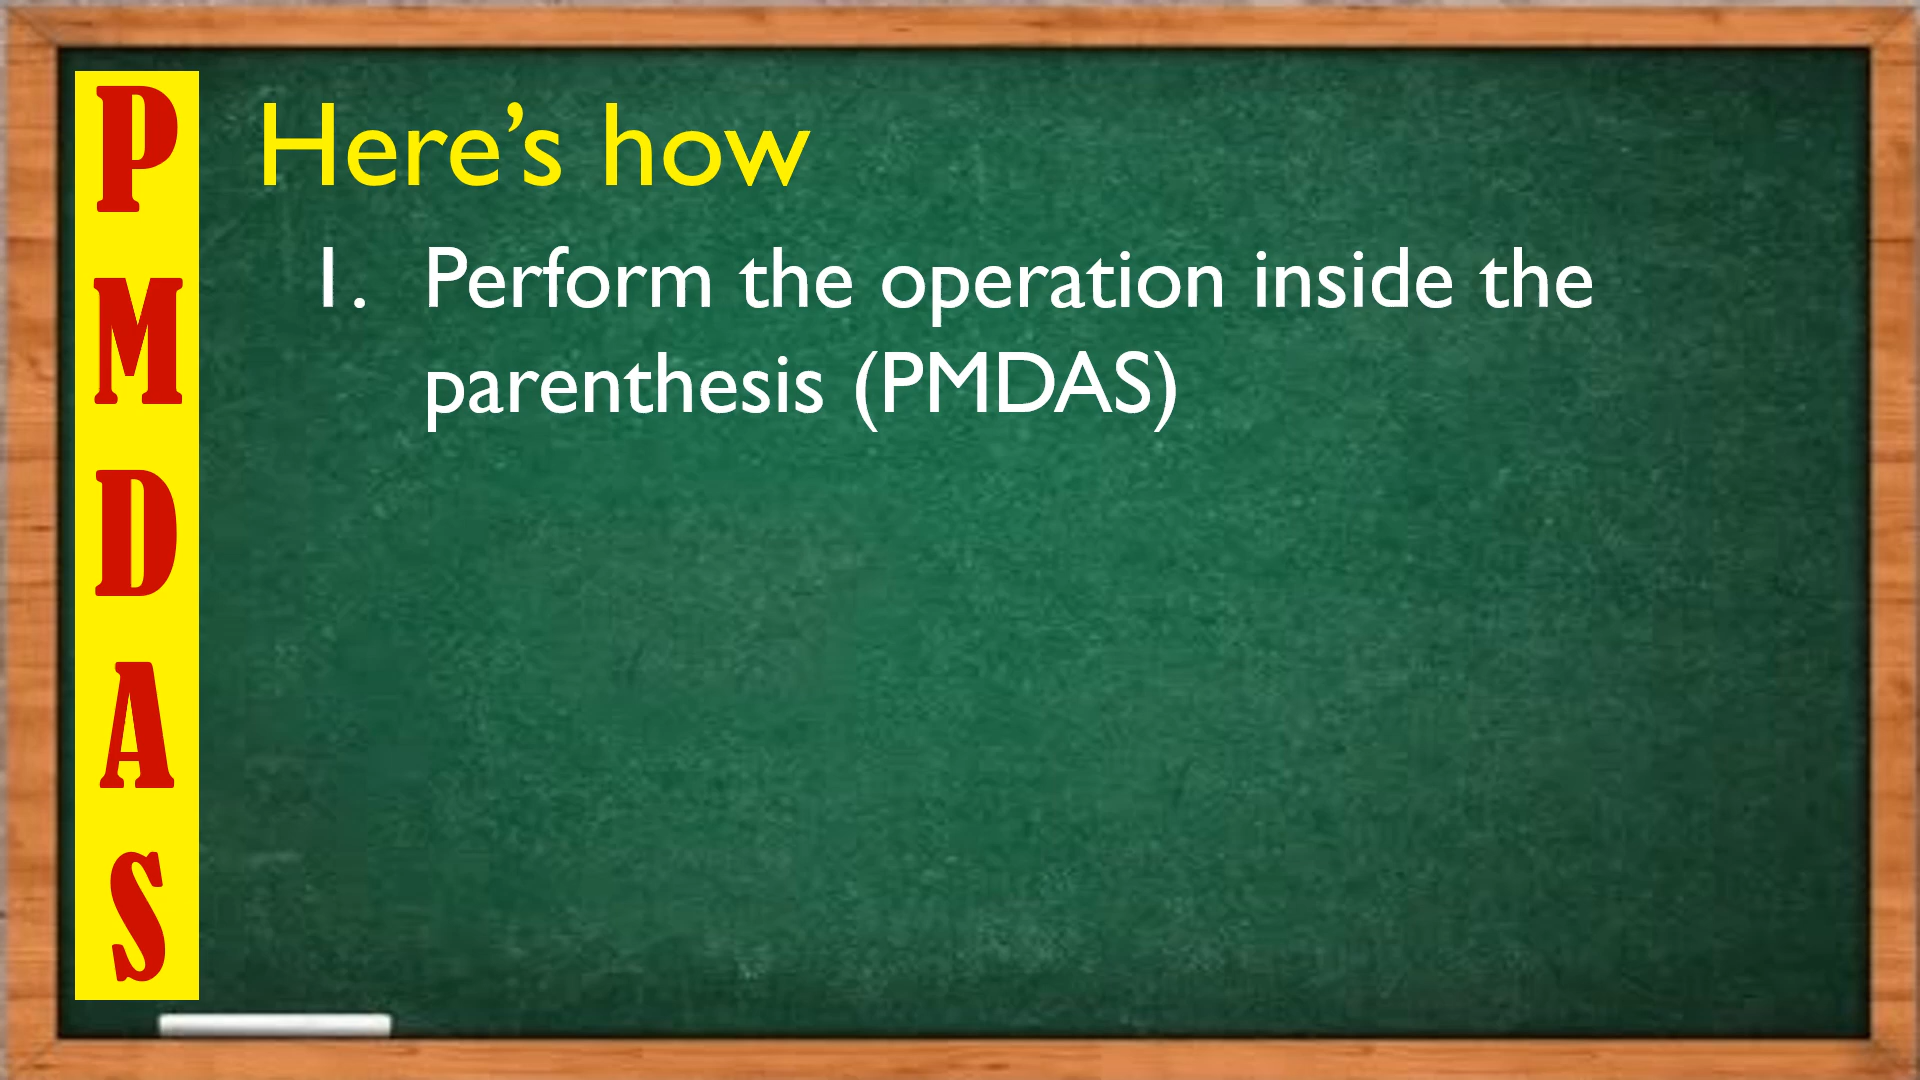 P
M
D
A
S
Here’s how
1. Perform the operation inside the
parenthesis (PMDAS)